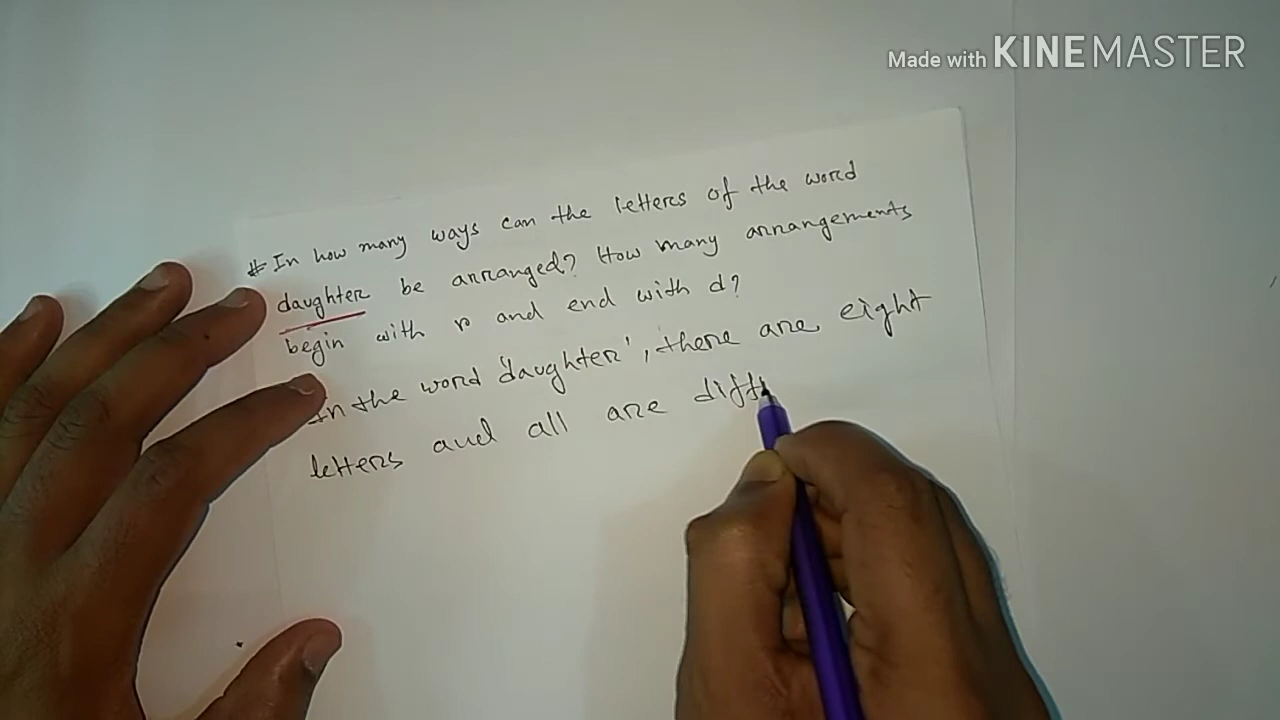 Made with KINEMASTER
# In how many ways can the letters of the word
daughter be arranged? How many arrangements
begin with r and end with d?
In the word 'daughter', there are eight
letters and all are diff